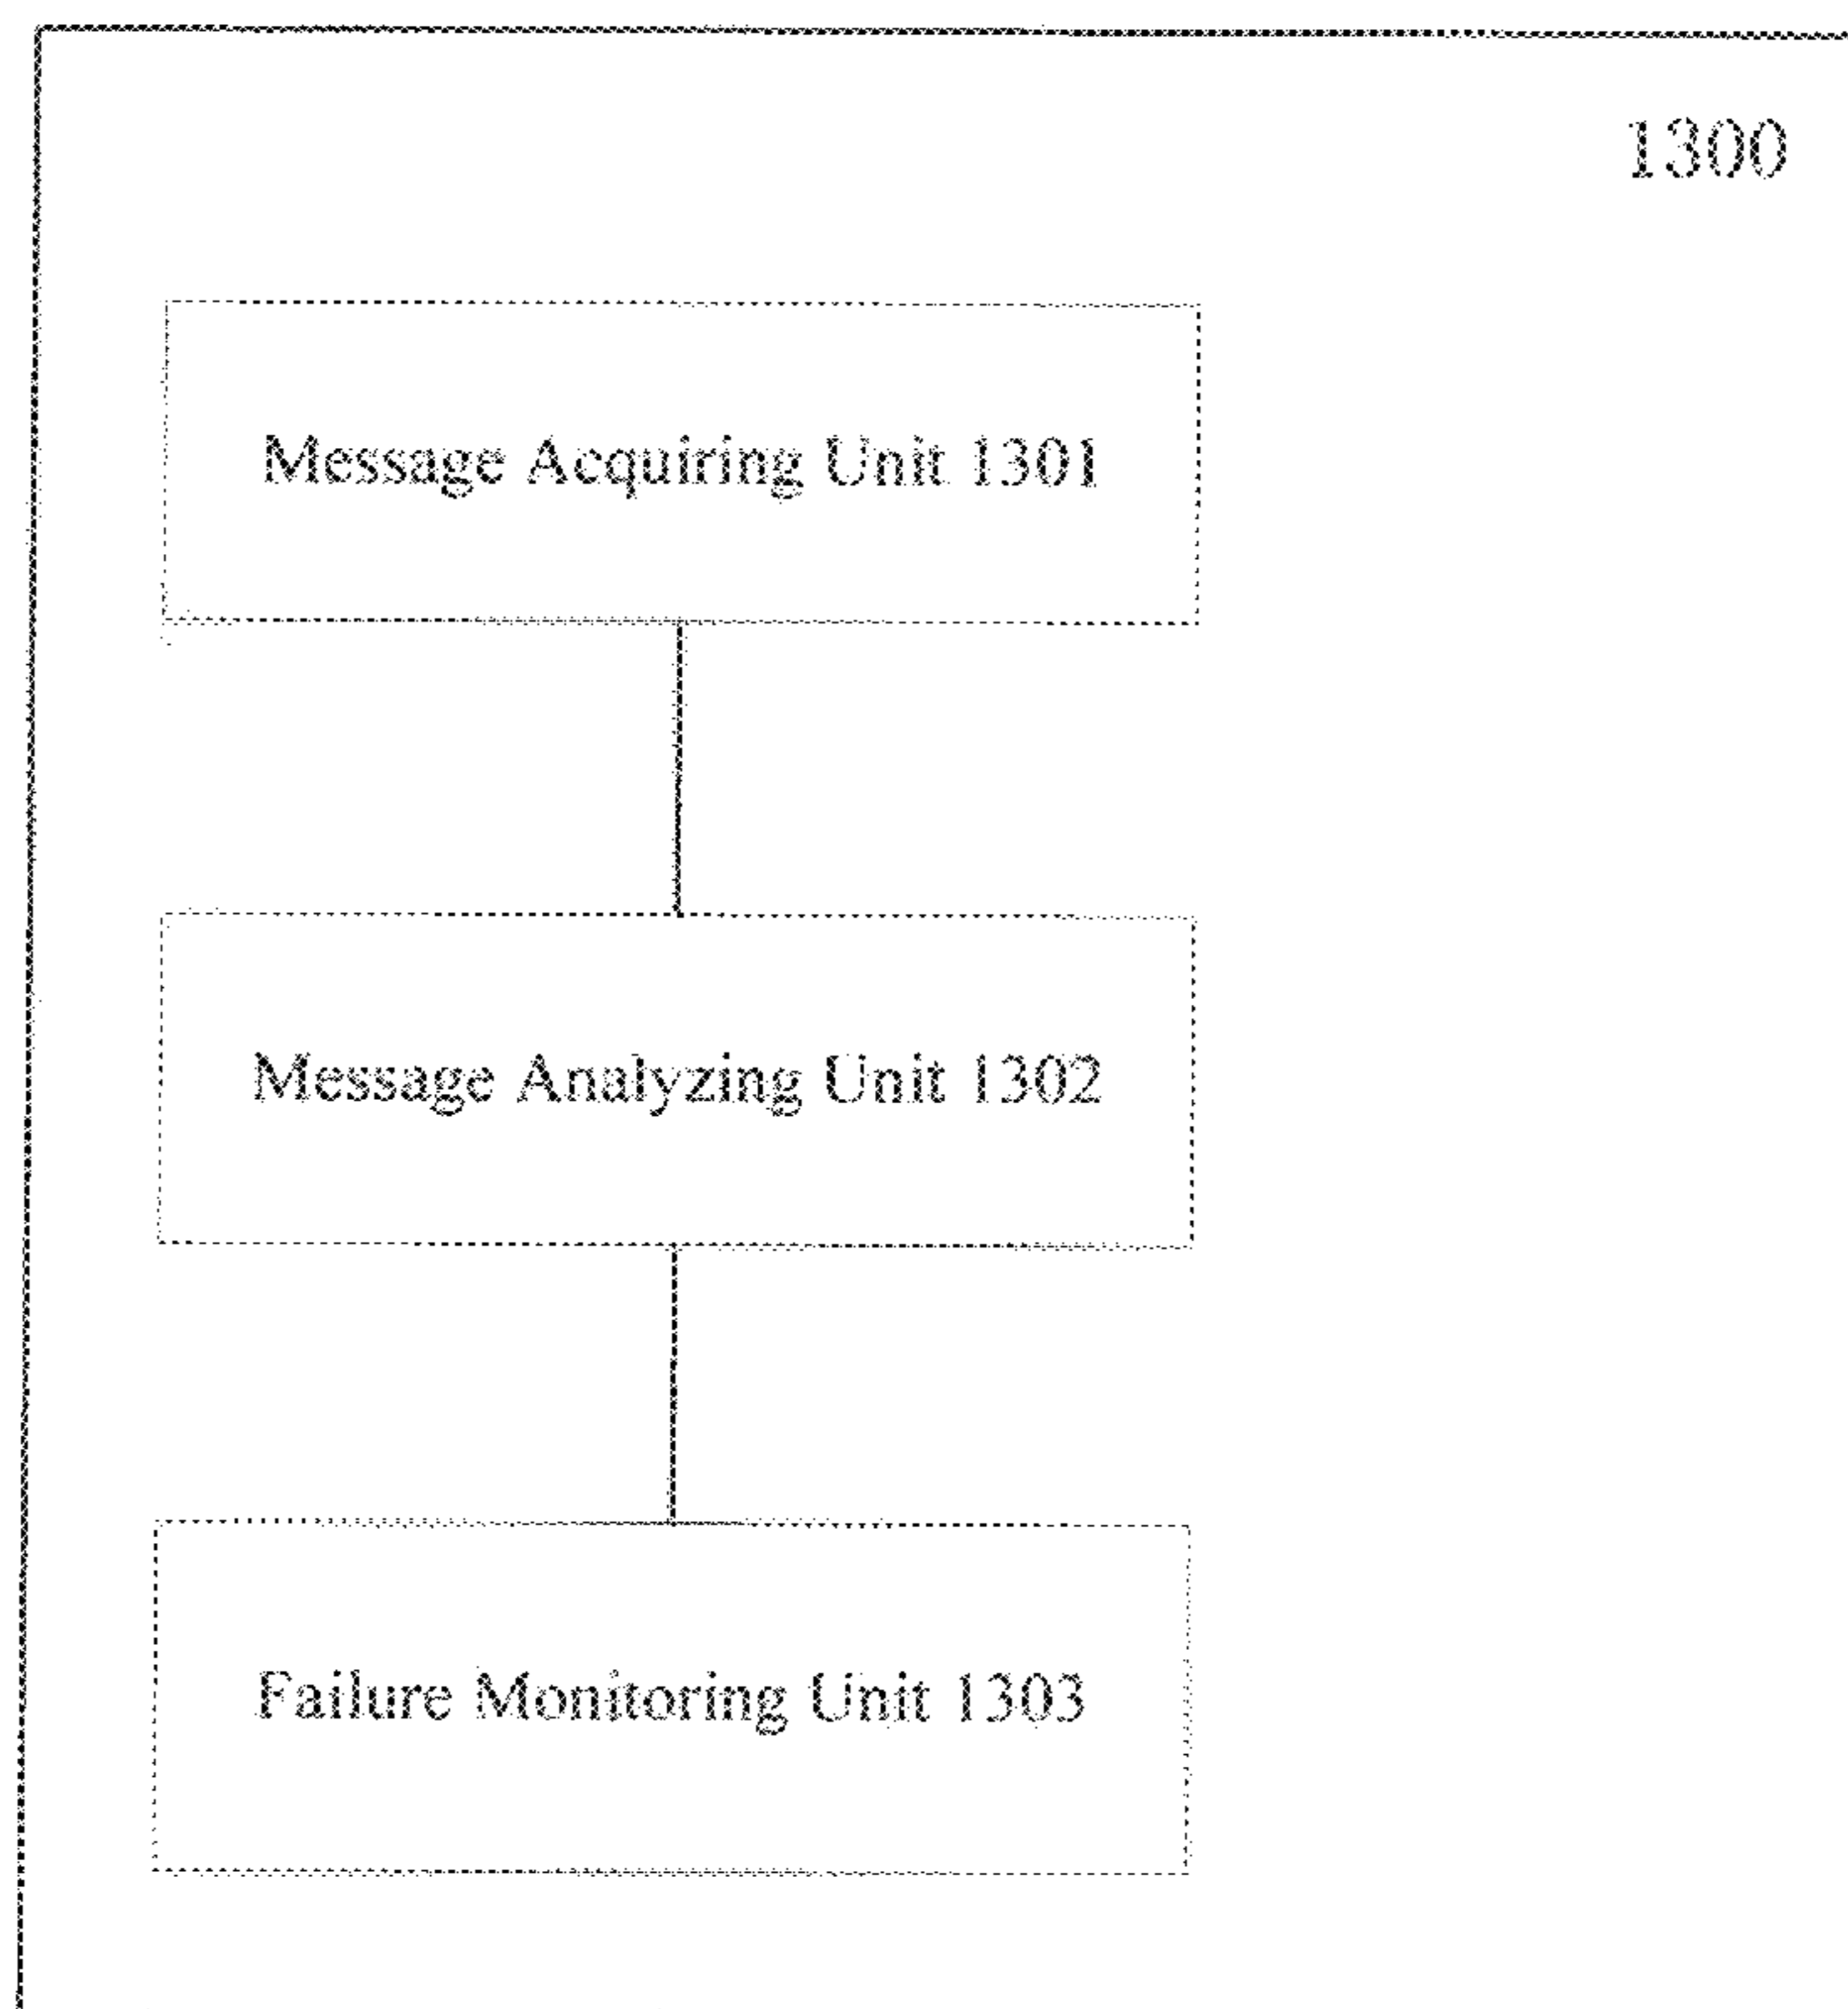 1300
Message Acquiring Unit 1301
Message Analyzing Unit 1302
Failure Monitoring Unit 1303